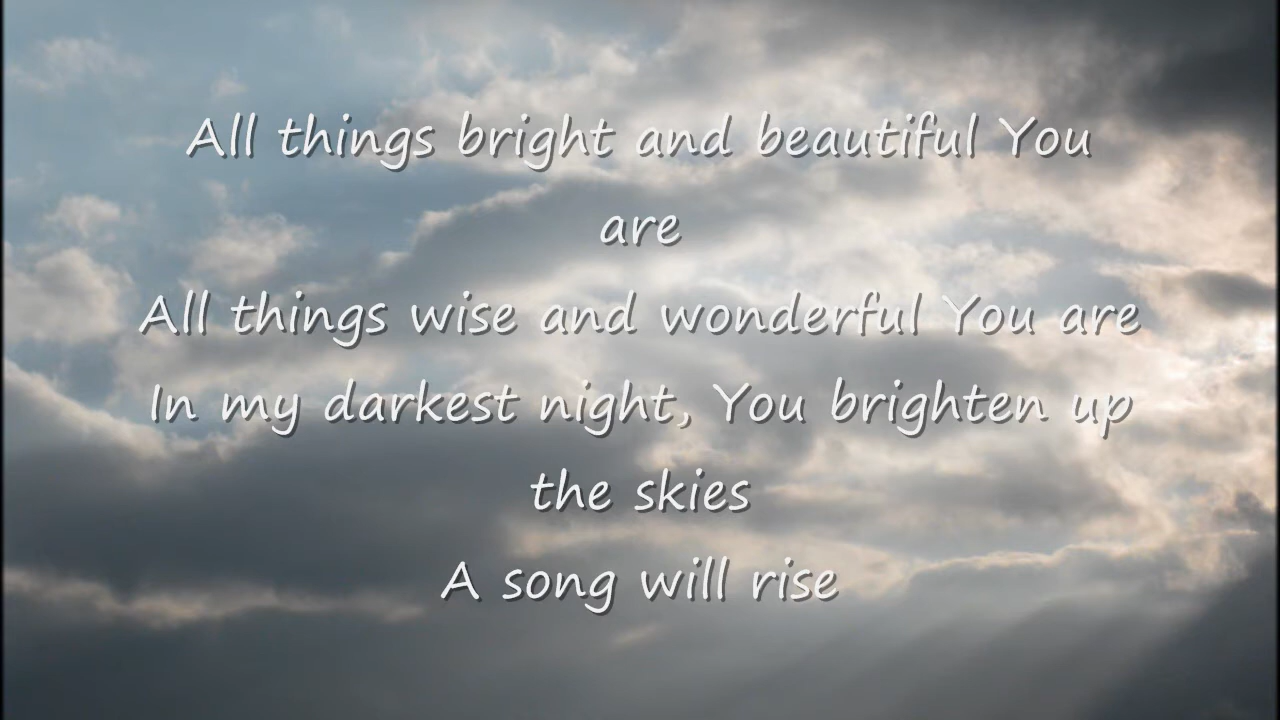 All things bright and beautiful You
are
All things wise and wonderful You are
In my darkest night, You brighten up
the skies
A song will rise